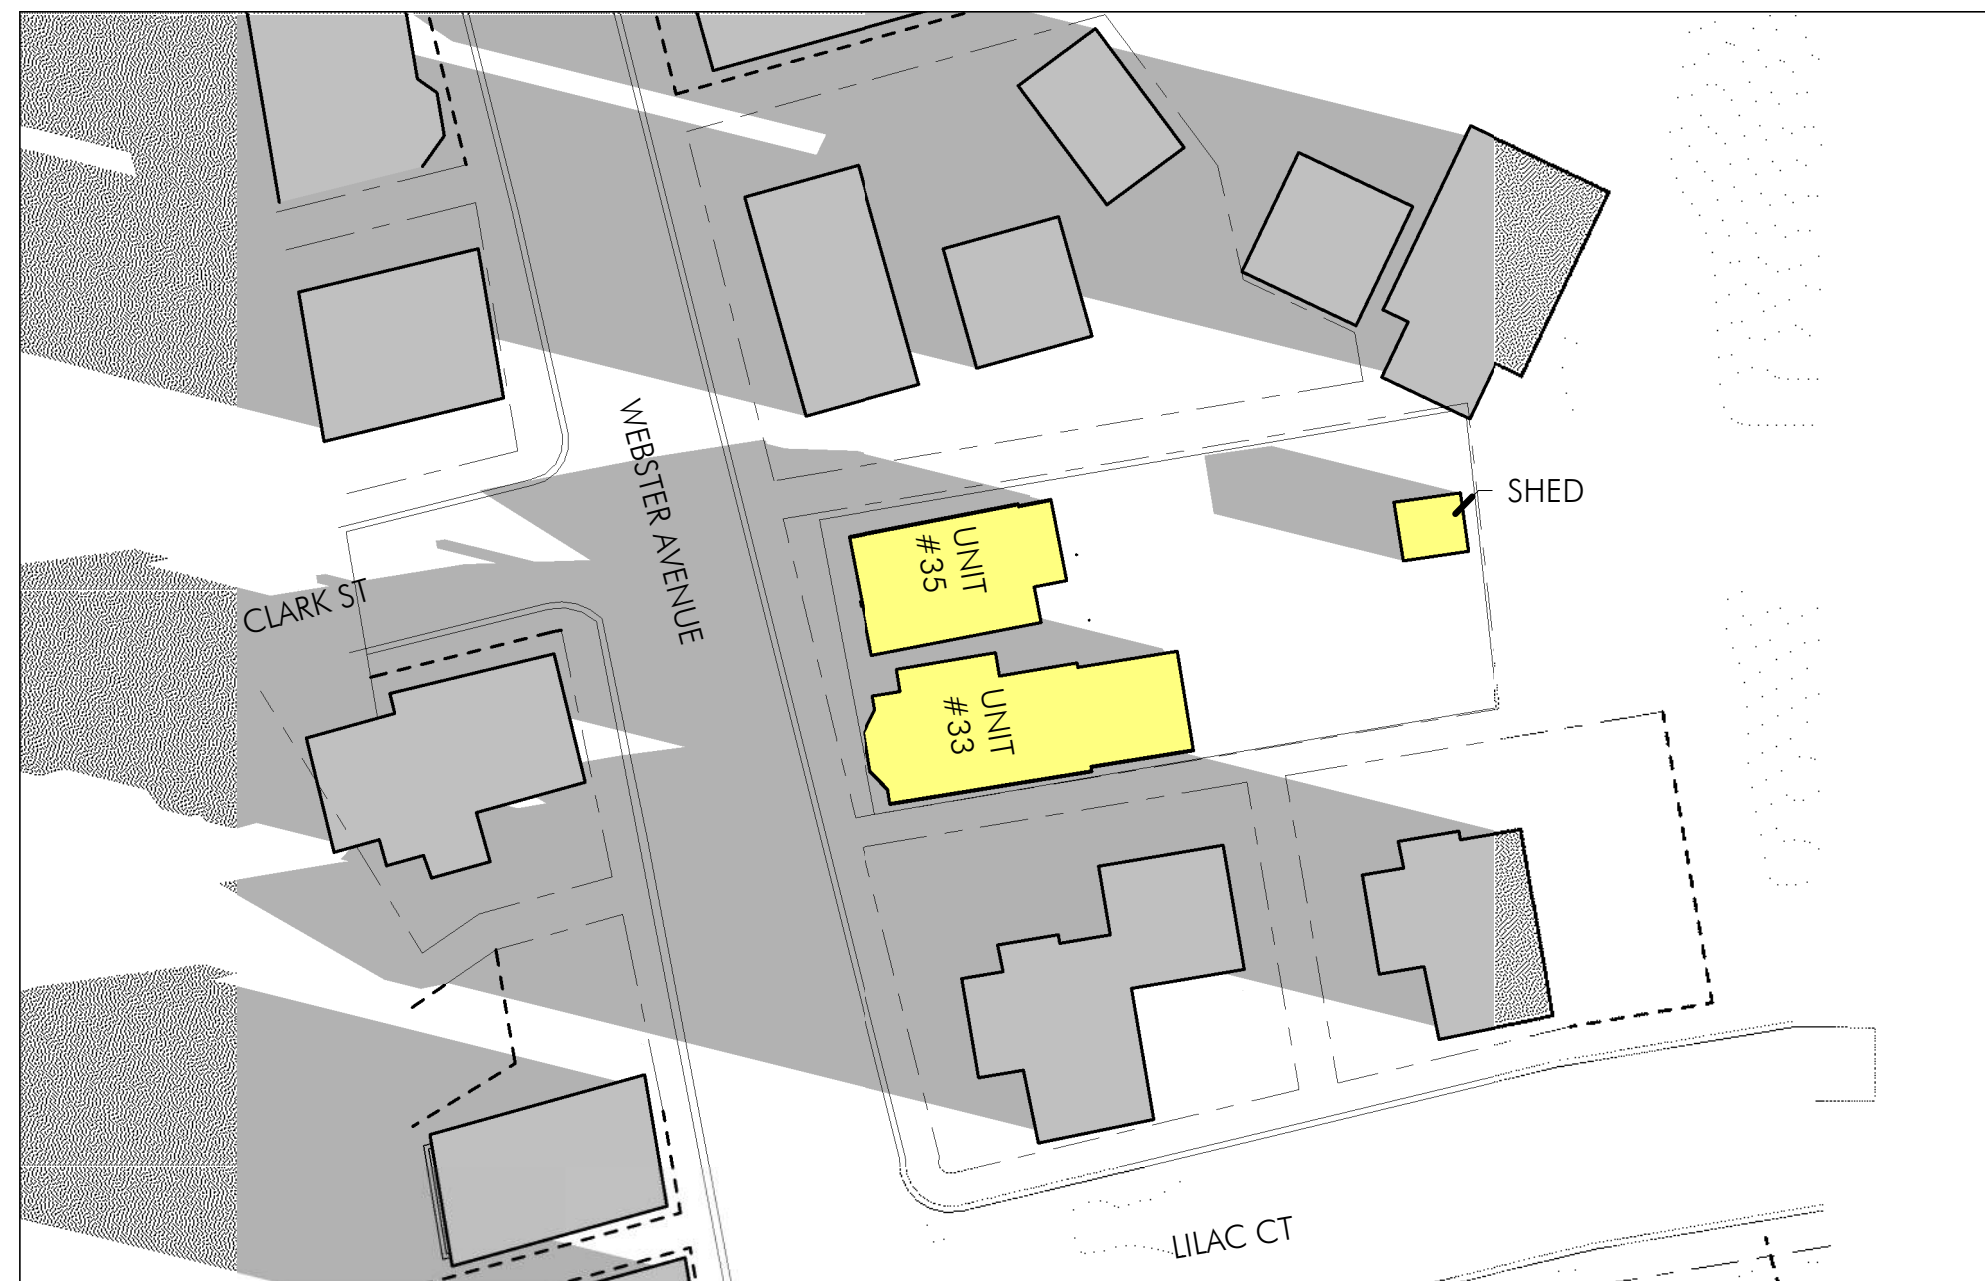 WEBSTER AVENUE
CLARK ST
UNIT
#35
SHED
UNIT
#33
LILAC CT